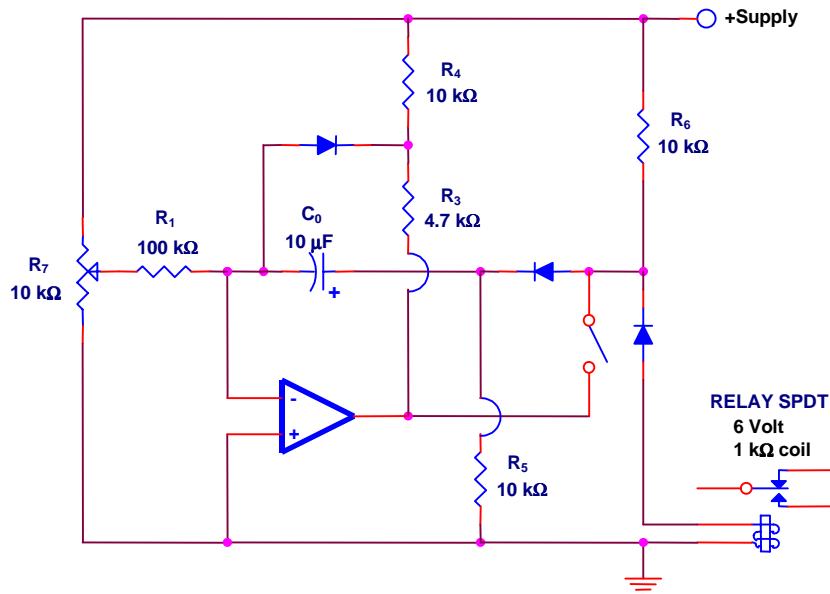 +Supply
R4
10 kΩ
R6
10 kΩ
R3
4.7 kΩ
R1
100 kΩ
C0
10 µF
+
R7
10 kΩ
-
+
R5
10 kΩ
RELAY SPDT
6 Volt
1 kΩ coil